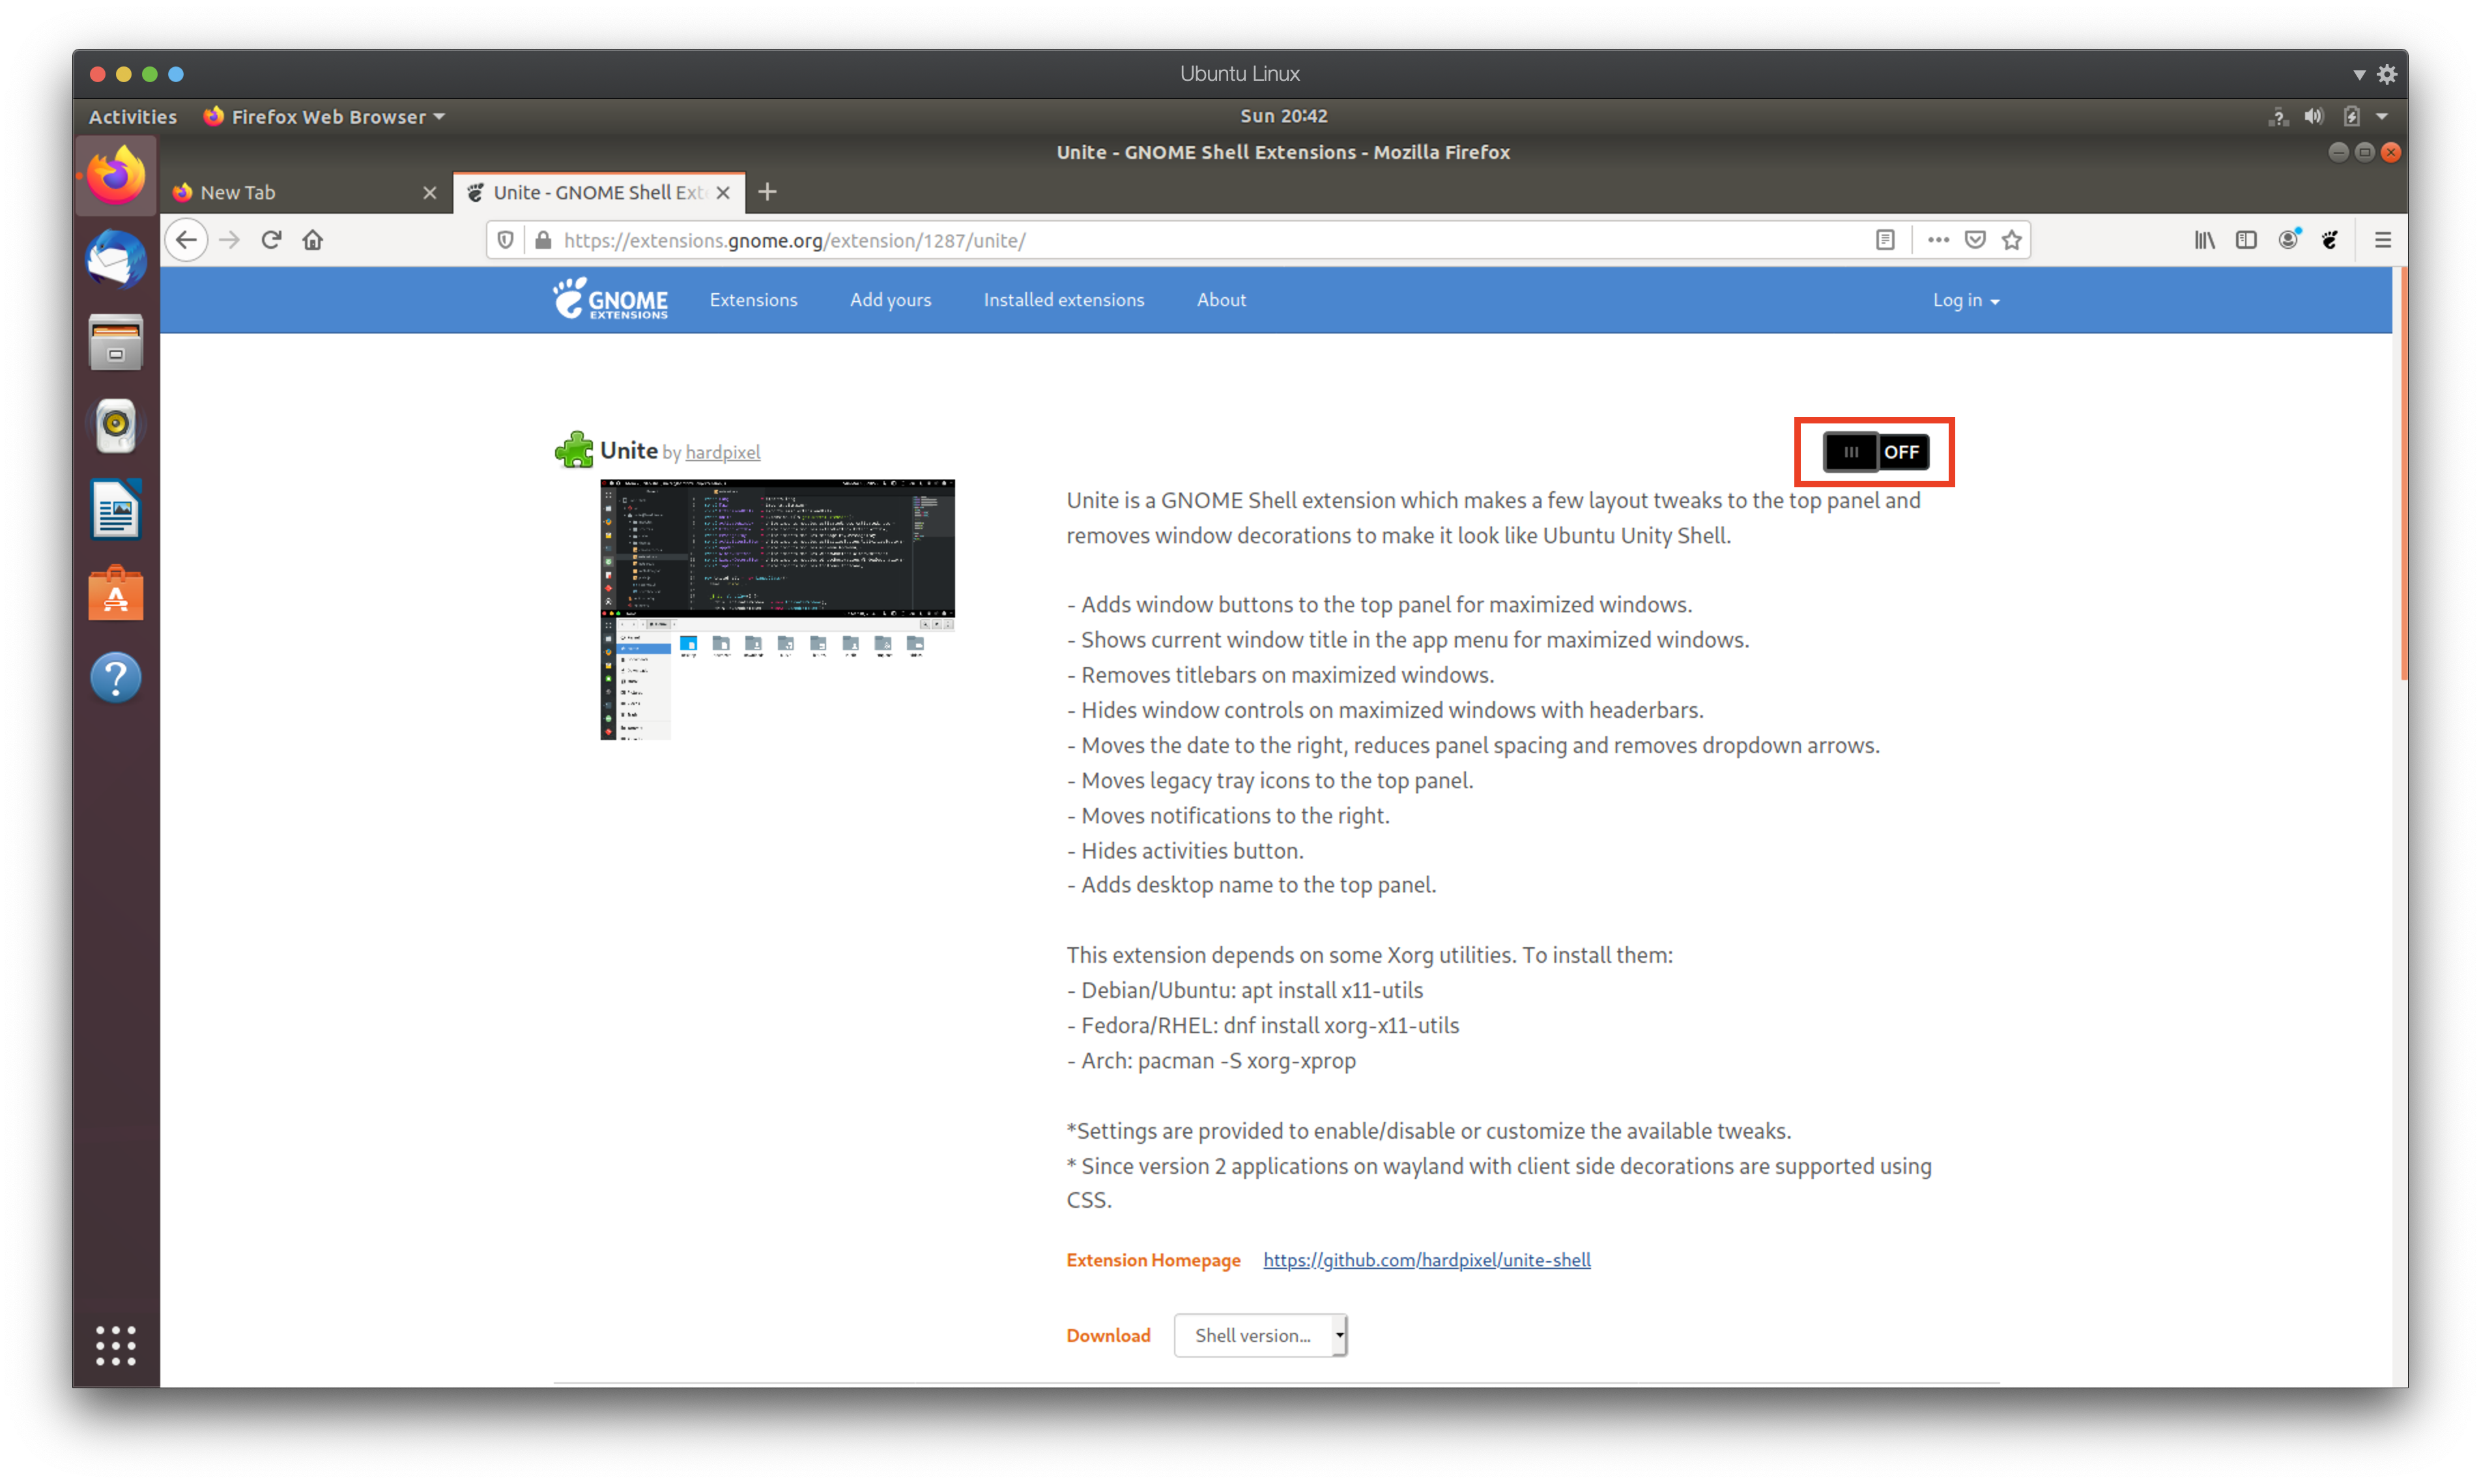 Ubuntu Linux
Activities Firefox Web Browser Sun 20:42
Unite - GNOME Shell Extensions - Mozilla Firefox
New Tab Unite - GNOME Shell Ext
https://extensions.gnome.org/extension/1287/unite/
GNOME EXTENSIONS Extensions Add yours Installed extensions About Log in
Unite by hardpixel OFF
Unite is a GNOME Shell extension which makes a few layout tweaks to the top panel and
removes window decorations to make it look like Ubuntu Unity Shell.
- Adds window buttons to the top panel for maximized windows.
- Shows current window title in the app menu for maximized windows.
- Removes titlebars on maximized windows.
- Hides window controls on maximized windows with headerbars.
- Moves the date to the right, reduces panel spacing and removes dropdown arrows.
- Moves legacy tray icons to the top panel.
- Moves notifications to the right.
- Hides activities button.
- Adds desktop name to the top panel.
This extension depends on some Xorg utilities. To install them:
- Debian/Ubuntu: apt install x11-utils
- Fedora/RHEL: dnf install xorg-x11-utils
- Arch: pacman -S xorg-xprop
*Settings are provided to enable/disable or customize the available tweaks.
* Since version 2 applications on wayland with client side decorations are supported using
CSS.
Extension Homepage https://github.com/hardpixel/unite-shell
Download Shell version...